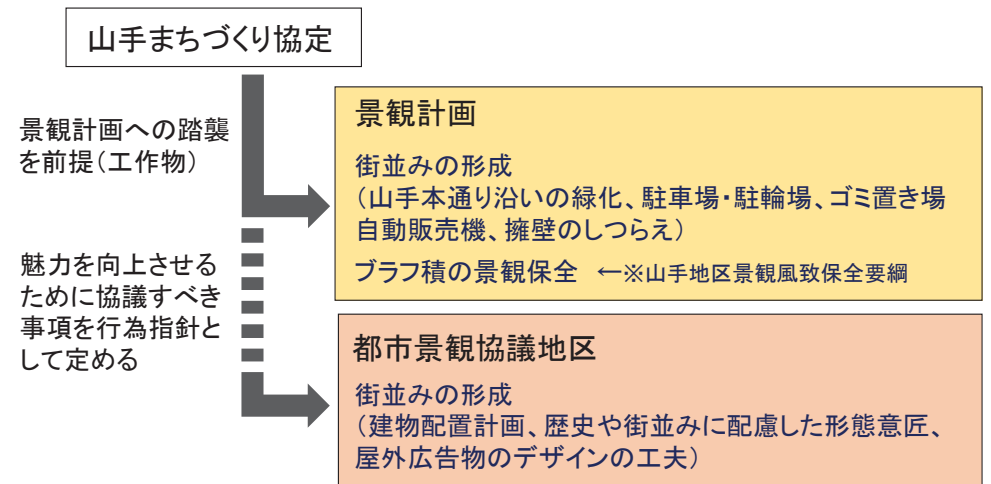 山手まちづくり協定
景観計画への踏襲
を前提(工作物)
魅力を向上させる
ために協議すべき
事項を行為指針と
して定める
景観計画
街並みの形成
(山手本通り沿いの緑化、駐車場・駐輪場、ゴミ置き場
自動販売機、擁壁のしつらえ)
ブラフ積の景観保全 ←※山手地区景観風致保全要綱
都市景観協議地区
街並みの形成
(建物配置計画、歴史や街並みに配慮した形態意匠、
屋外広告物のデザインの工夫)